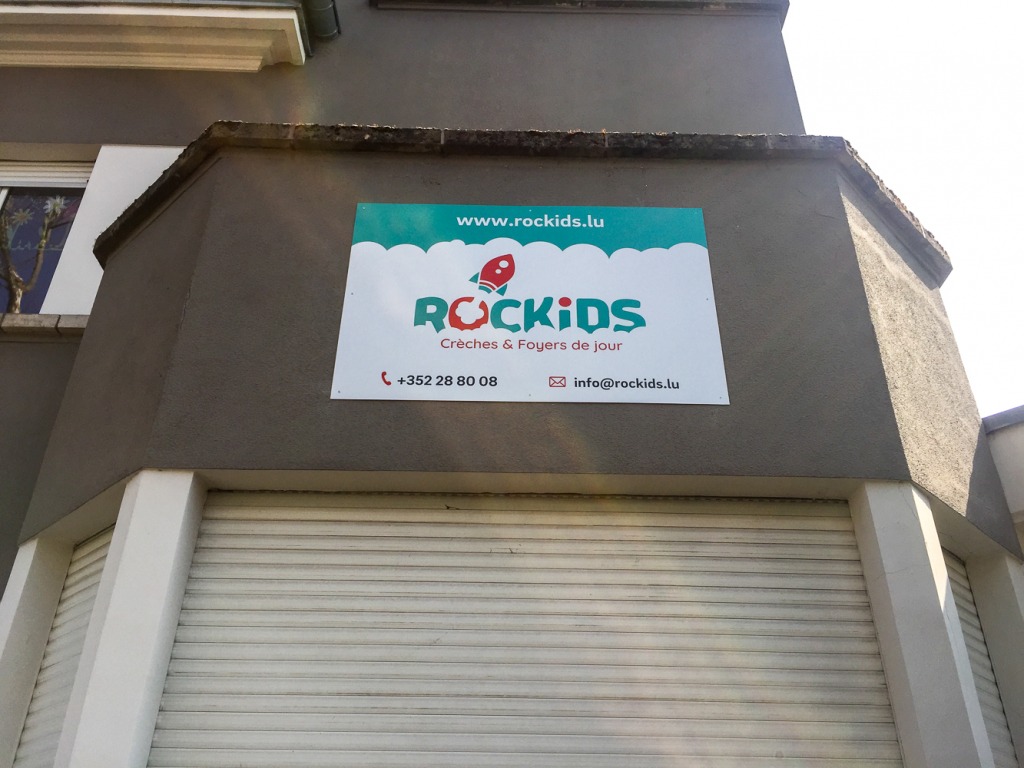 www.rockids.lu
ROCKiDS
Crèches & Foyers de jour
+352 28 80 08
info@rockids.lu